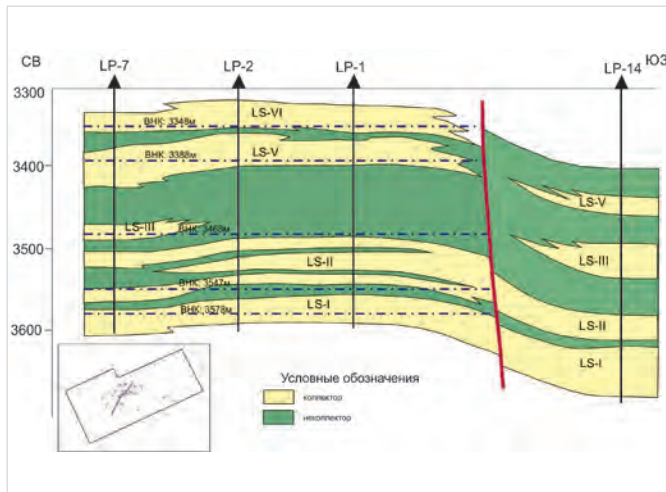 СВ
ЮЗ
LP-7
LP-2
LP-1
LP-14
3300
3400
3500
3600
LS-VI
ВНК: 3348м
LS-V
ВНК: 3388м
LS-V
LS-III
ВНК: 3468м
LS-III
LS-II
ВНК: 3547м
LS-I
ВНК: 3578м
LS-II
LS-I
Условные обозначения
коллектор
неколлектор